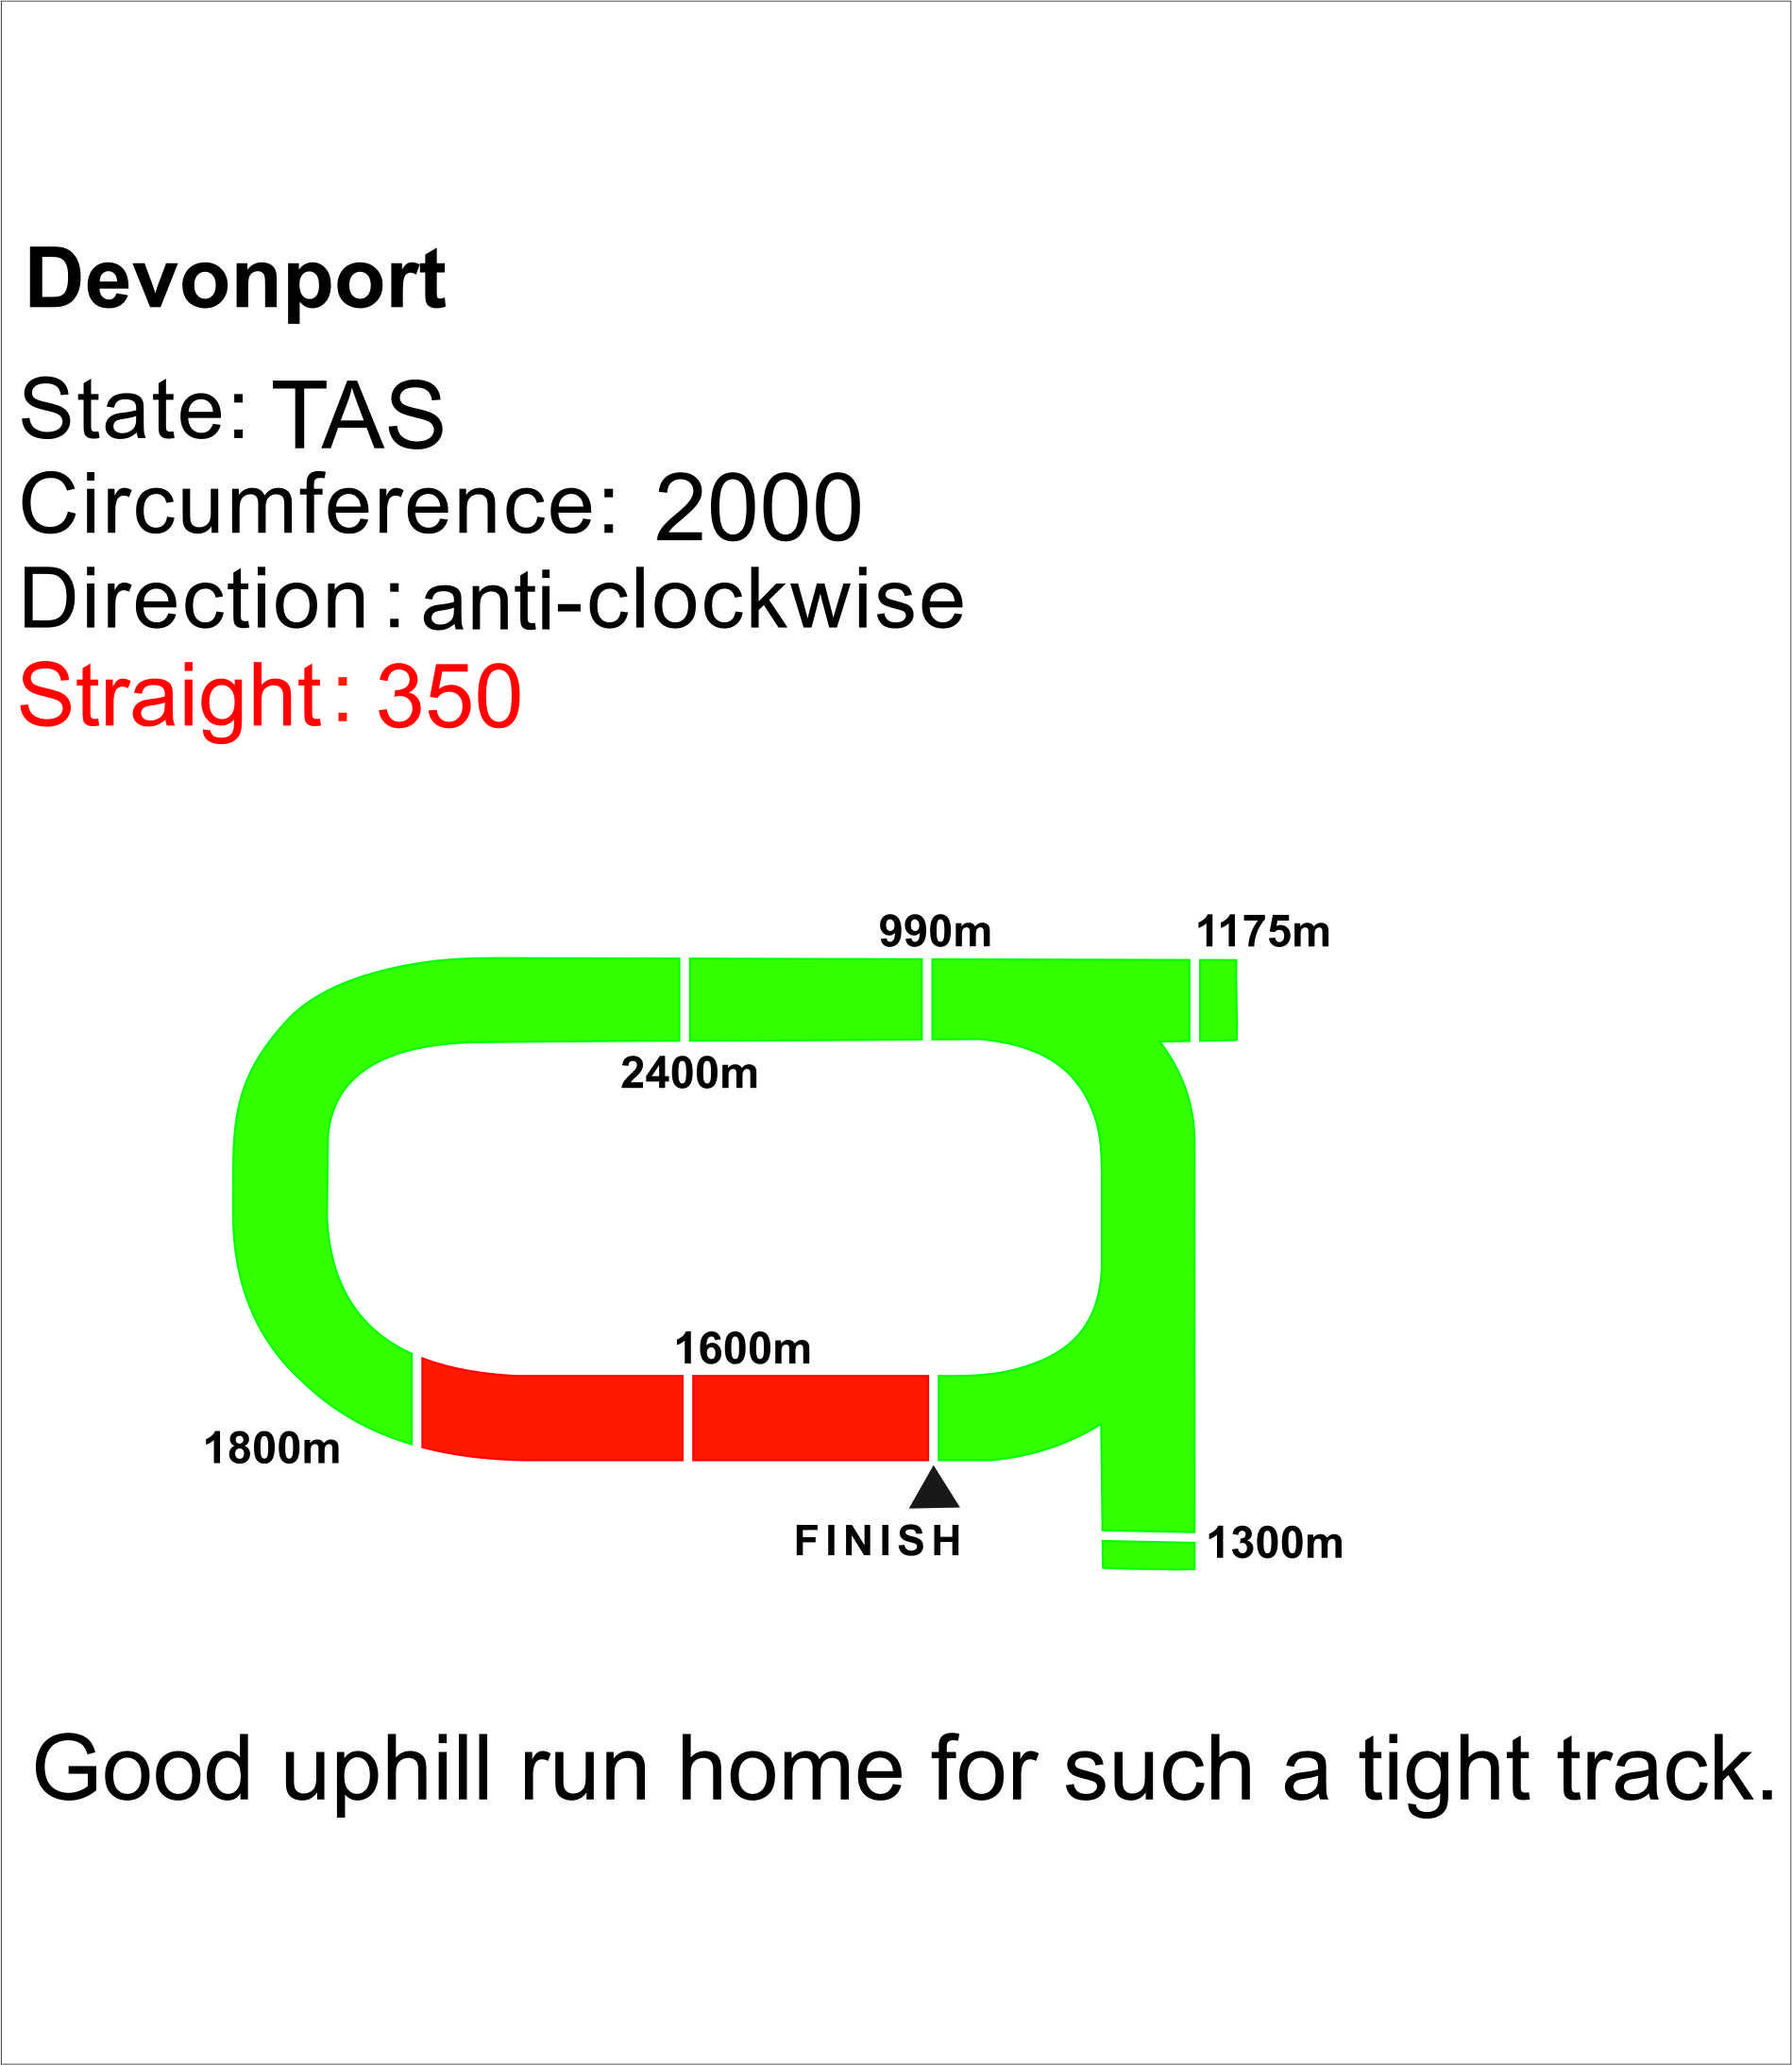 Devonport
State: TAS
Circumference: 2000
Direction : anti-clockwise
Straight : 350
990m
1175m
2400m
1600m
1800m
FINISH
1300m
Good uphill run home for such a tight track.